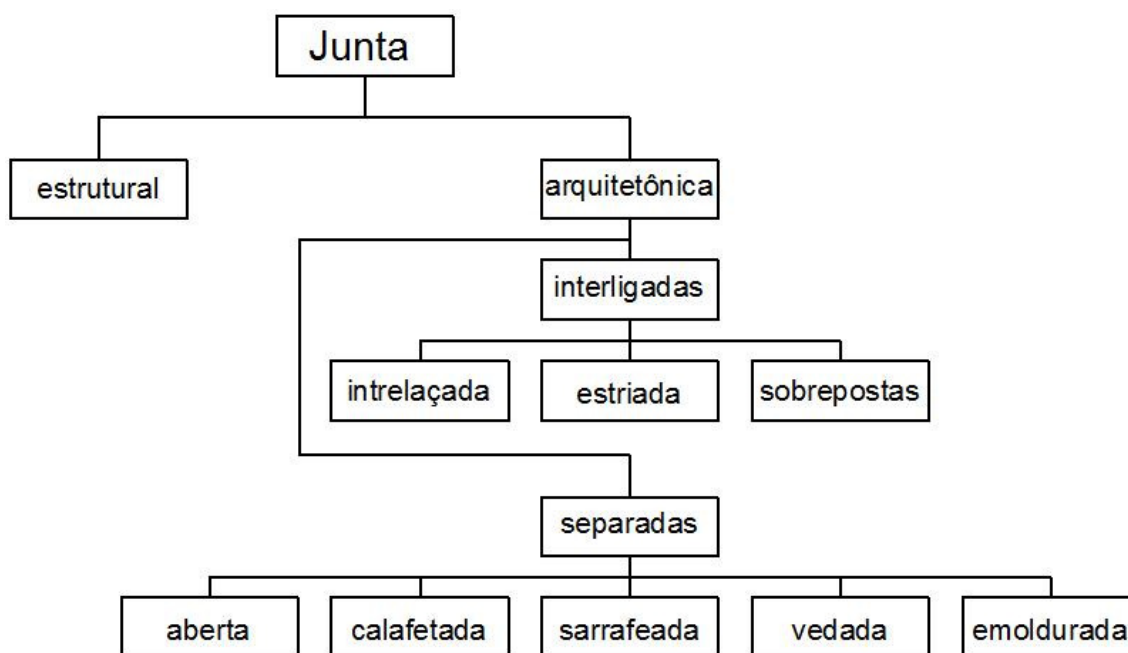 Junta
estrutural
arquitetônica
interligadas
intrelaçada
estriada
sobrepostas
separadas
aberta
calafetada
sarrafeada
vedada
emoldurada